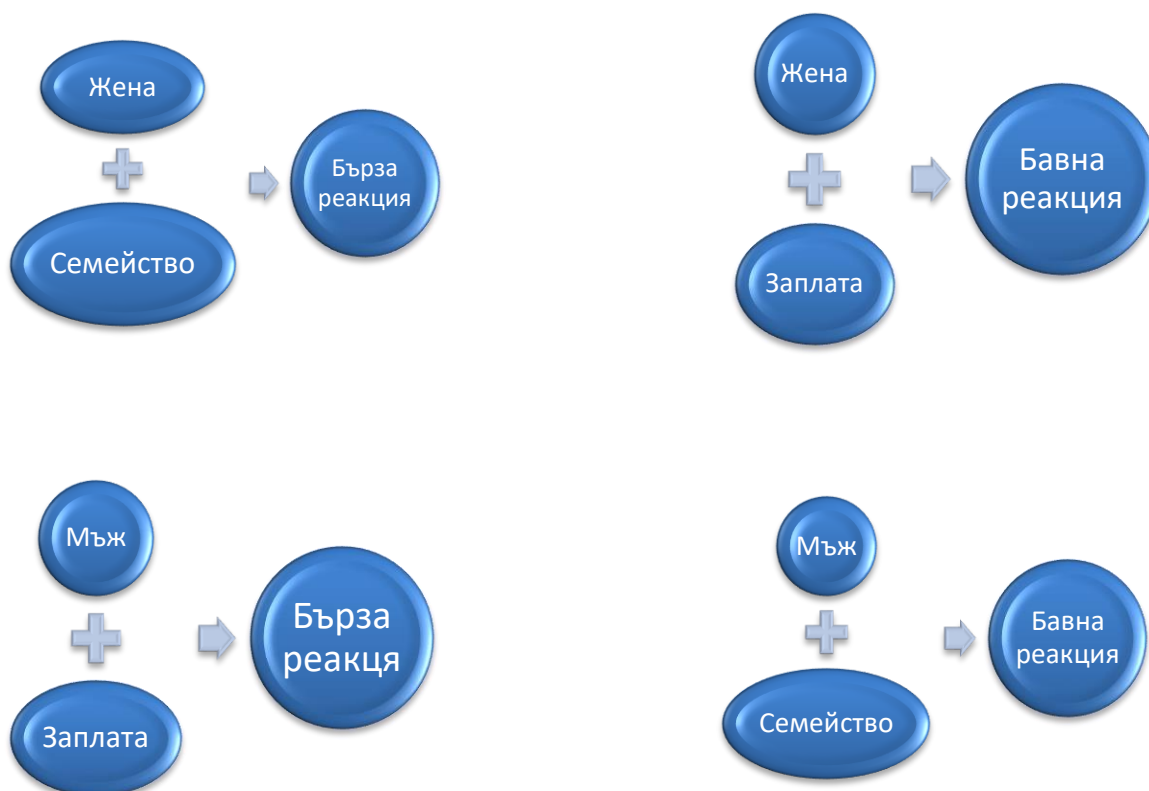 Жена
Семейство
Бърза
реакция
Жена
Заплата
Бавна
реакция
Мъж
Заплата
Бърза
реакця
Мъж
Семейство
Бавна
реакция